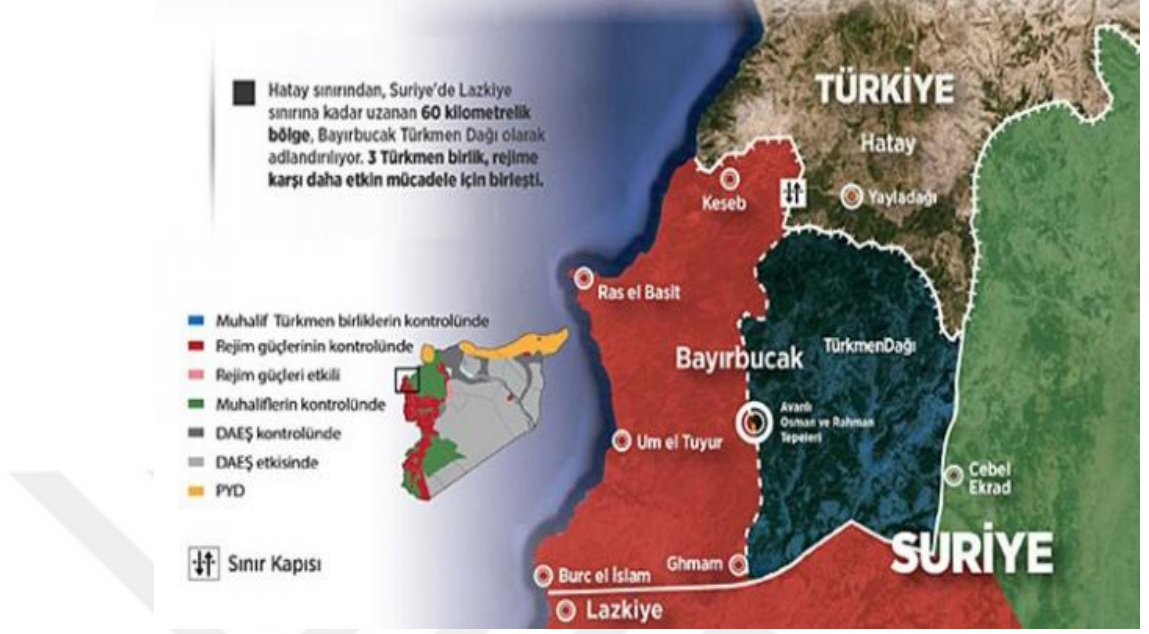 Hatay sınırından, Suriye'de Lazkiye
sınırına kadar uzanan 60 kilometrelik
bölge, Bayırbucak Türkmen Dağı olarak
adlandırılıyor. 3 Türkmen birlik, rejime
karşı daha etkin mücadele için birleşti.
TÜRKİYE
Hatay
Keseb
Yayladağı
Ras el Basit
Muhalif Türkmen birliklerin kontrolünde
Rejim güçlerinin kontrolünde
Rejim güçleri etkili
Muhaliflerin kontrolünde
DAEŞ kontrolünde
DAEŞ etkisinde
PYD
Sınır Kapısı
Bayırbucak
TürkmenDağı
Avanlı
Osman ve Rahman
Tepeleri
Um el Tuyur
Cebel
Ekrad
SURİYE
Ghmam
Burc el İslam
Lazkiye